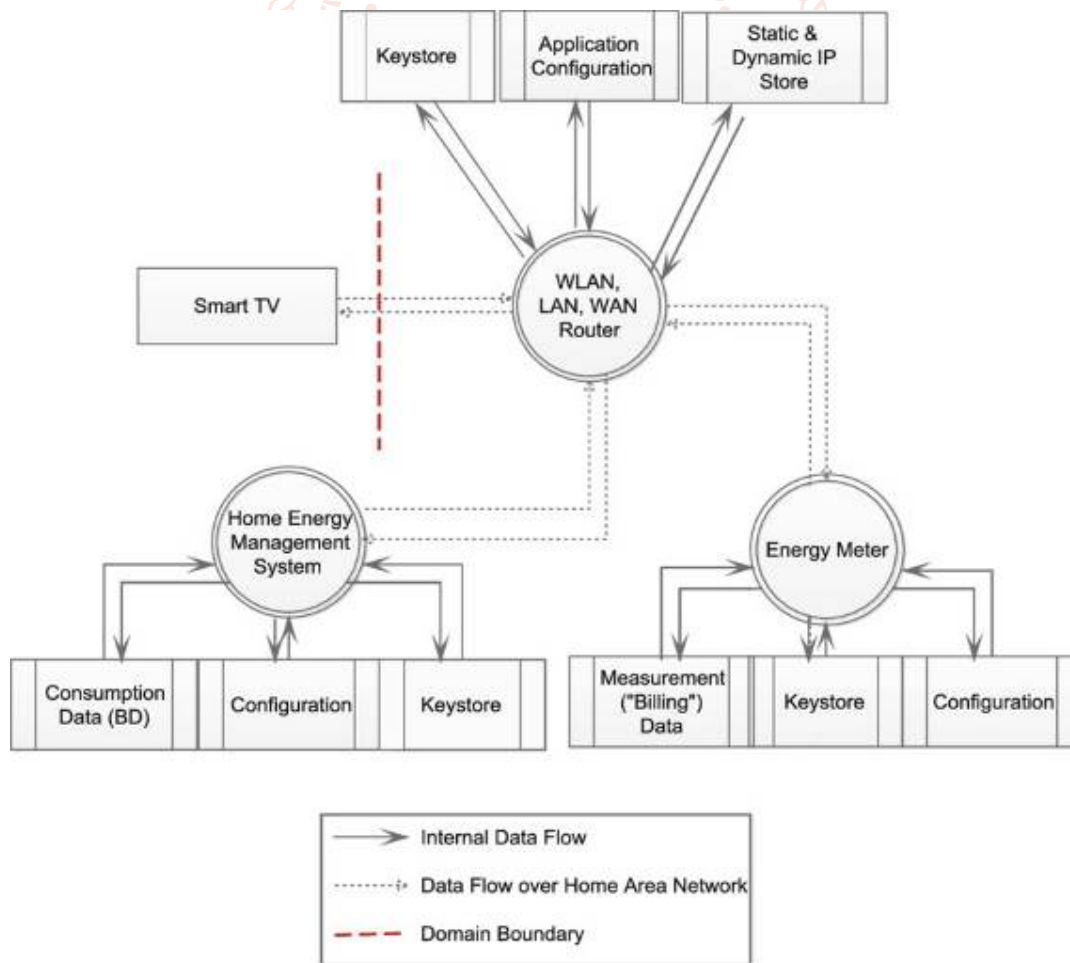 Keystore
Application
Configuration
Static &
Dynamic IP
Store
WLAN,
LAN, WAN
Router
Smart TV
Home Energy
Management
System
Energy Meter
Consumption
Data (BD)
Configuration
Keystore
Measurement
("Billing")
Data
Keystore
Configuration
Internal Data Flow
Data Flow over Home Area Network
Domain Boundary